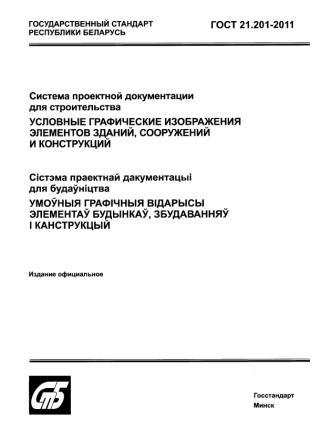 ГОСУДАРСТВЕННЫЙ СТАНДАРТ
РЕСПУБЛИКИ БЕЛАРУСЬ
ГОСТ 21.201-2011
Система проектной документации
для строительства
УСЛОВНЫЕ ГРАФИЧЕСКИЕ ИЗОБРАЖЕНИЯ
ЭЛЕМЕНТОВ ЗДАНИЙ, СООРУЖЕНИЙ
И КОНСТРУКЦИЙ
Сістэма праектнай дакументацыі
для будаўніцтва
УМОЎНЫЯ ГРАФІЧНЫЯ ВІДАРЫСЫ
ЭЛЕМЕНТАЎ БУДЫНКАЎ, ЗБУДАВАННЯЎ
І КАНСТРУКЦЫЙ
Издание официальное
СТБ
Госстандарт
Минск